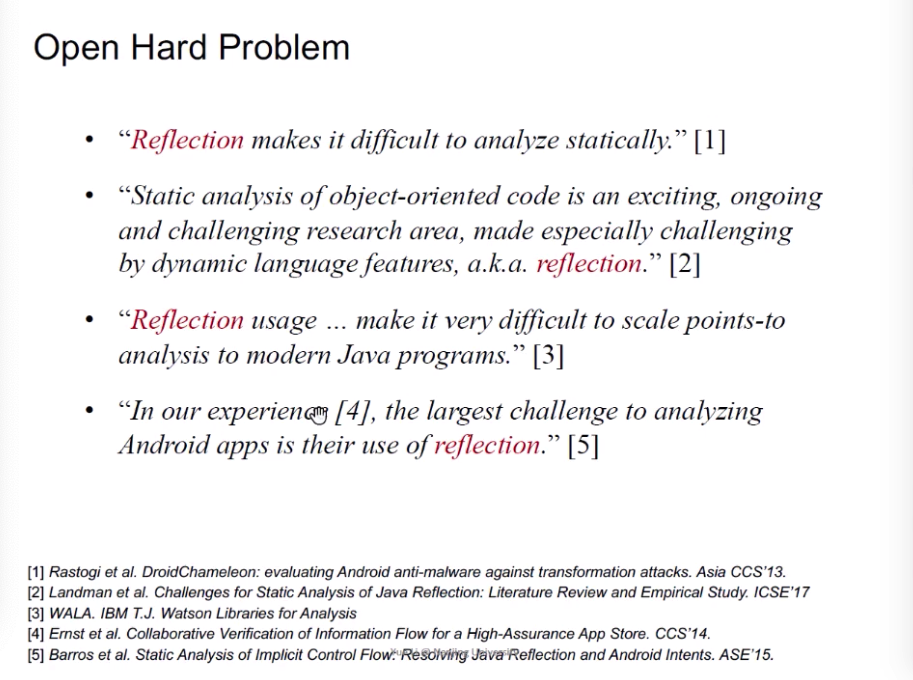 Open Hard Problem
• “Reflection makes it difficult to analyze statically.” [1]
• “Static analysis of object-oriented code is an exciting, ongoing
and challenging research area, made especially challenging
by dynamic language features, a.k.a. reflection.” [2]
• “Reflection usage … make it very difficult to scale points-to
analysis to modern Java programs.” [3]
• “In our experience [4], the largest challenge to analyzing
Android apps is their use of reflection.” [5]
[1] Rastogi et al. DroidChameleon: evaluating Android anti-malware against transformation attacks. Asia CCS’13.
[2] Landman et al. Challenges for Static Analysis of Java Reflection: Literature Review and Empirical Study. ICSE’17
[3] WALA. IBM T.J. Watson Libraries for Analysis
[4] Ernst et al. Collaborative Verification of Information Flow for a High-Assurance App Store. CCS’14.
[5] Barros et al. Static Analysis of Implicit Control Flow: Resolving Java Reflection and Android Intents. ASE’15.
@ Nanjing University